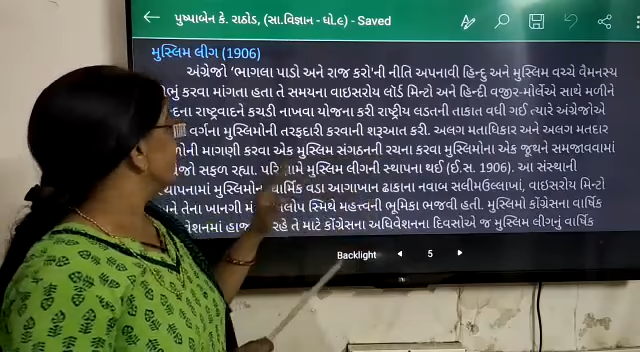 પુષ્પાબેન કે. રાઠોડ, (સા.વિજ્ઞાન - ધો.૯) - Saved
મુસ્લિમ લીગ (1906)
અંગ્રેજો 'ભાગલા પાડો અને રાજ કરો'ની નીતિ અપનાવી હિન્દુ અને મુસ્લિમ વચ્ચે વૈમનસ્ય
ભું કરવા માંગતા હતા તે સમયના વાઇસરોય લૉર્ડ મિન્ટો અને હિન્દી વજીર-મોર્લેએ સાથે મળીને
ના રાષ્ટ્રવાદને કચડી નાખવા યોજના કરી રાષ્ટ્રીય લડતની તાકાત વધી ગઈ ત્યારે અંગ્રેજોએ
વર્ગના મુસ્લિમોની તરફદારી કરવાની શરૂઆત કરી. અલગ મતાધિકાર અને અલગ મતદાર
ની માગણી કરવા એક મુસ્લિમ સંગઠનની રચના કરવા મુસ્લિમોના એક જૂથને સમજાવવામાં
જો સફળ રહ્યા. પરિણામે મુસ્લિમ લીગની સ્થાપના થઈ (ઈ.સ. 1906). આ સંસ્થાની
થાપનામાં મુસ્લિમોના ધાર્મિક વડા આગાખાન ઢાકાના નવાબ સલીમઉલ્લાખાં, વાઇસરોય મિન્ટો
ને તેના ખાનગી મં લોપ સ્મિથે મહત્ત્વની ભૂમિકા ભજવી હતી. મુસ્લિમો કૉંગ્રેસના વાર્ષિક
વેશનમાં હાજ રહે તે માટે કૉંગ્રેસના અધિવેશનના દિવસોએ જ મુસ્લિમ લીગનું વાર્ષિક
Backlight 5